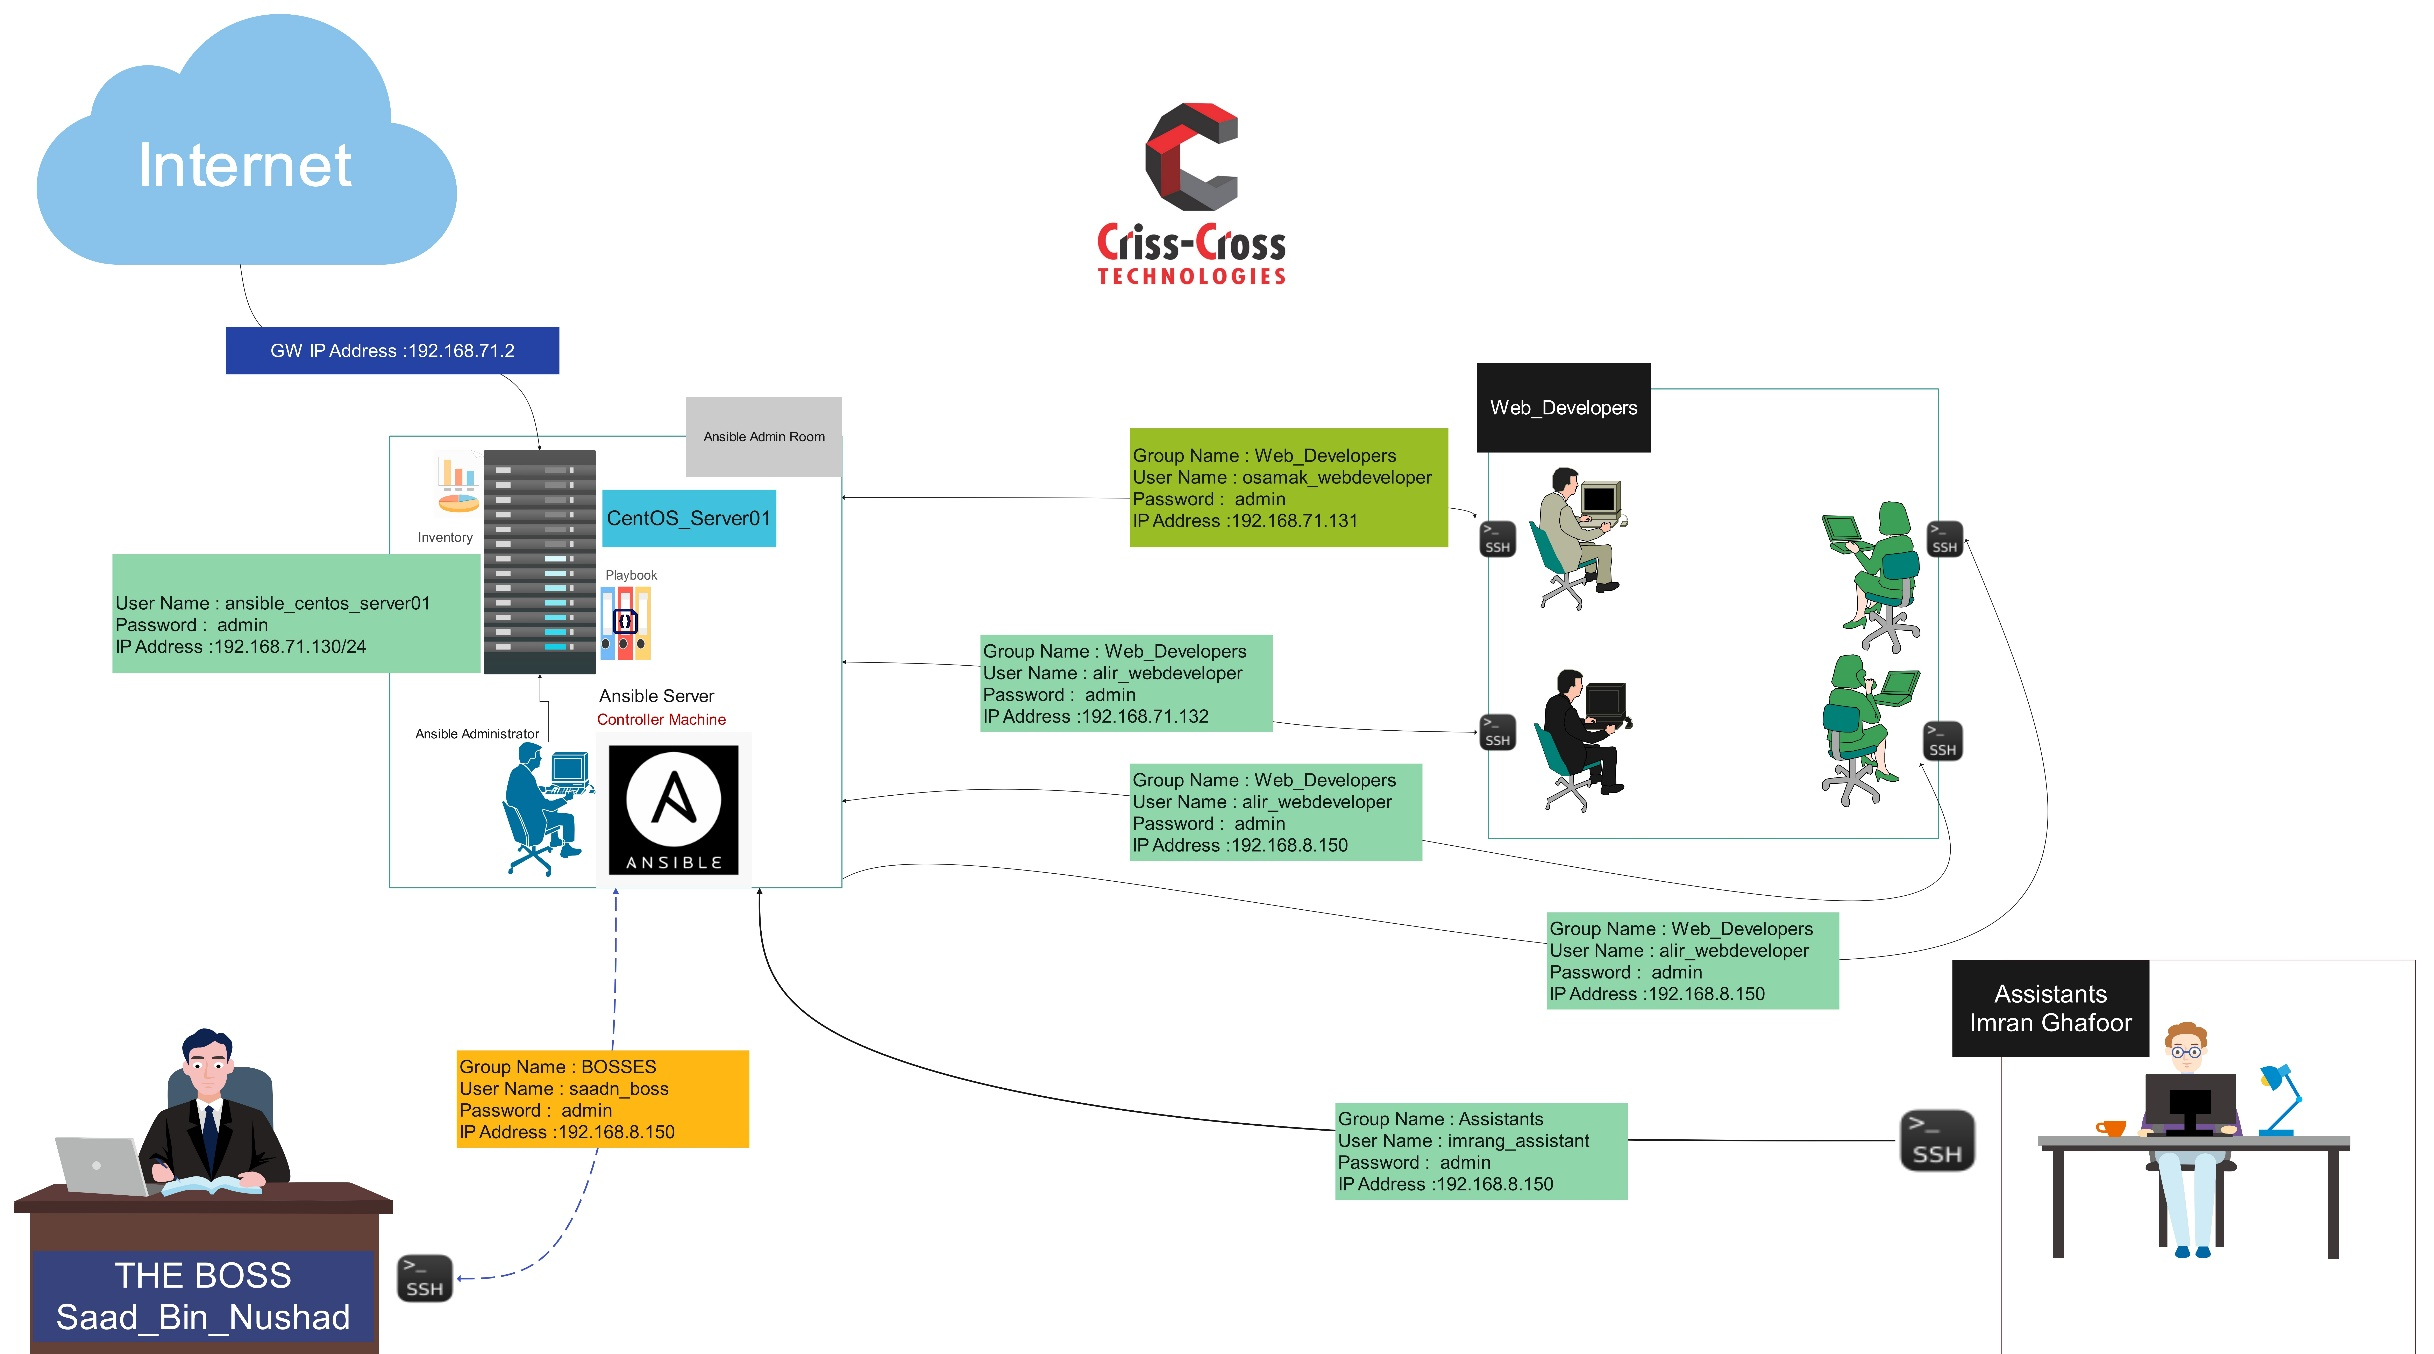 Internet
Criss-Cross
TECHNOLOGIES
GW IP Address :192.168.71.2
Ansible Admin Room
Inventory
CentOS_Server01
Playbook
User Name : ansible_centos_server01
Password :  admin
IP Address :192.168.71.130/24
Ansible Server
Controller Machine
Ansible Administrator
ANSIBLE
Web_Developers
Group Name : Web_Developers
User Name : osamak_webdeveloper
Password :  admin
IP Address :192.168.71.131
>_
SSH
>_
SSH
Group Name : Web_Developers
User Name : alir_webdeveloper
Password :  admin
IP Address :192.168.71.132
>_
SSH
>_
SSH
Group Name : Web_Developers
User Name : alir_webdeveloper
Password :  admin
IP Address :192.168.8.150
Group Name : Web_Developers
User Name : alir_webdeveloper
Password :  admin
IP Address :192.168.8.150
Assistants
Imran Ghafoor
Group Name : BOSSES
User Name : saadn_boss
Password :  admin
IP Address :192.168.8.150
Group Name : Assistants
User Name : imrang_assistant
Password :  admin
IP Address :192.168.8.150
>_
SSH
>_
SSH
THE BOSS
Saad_Bin_Nushad